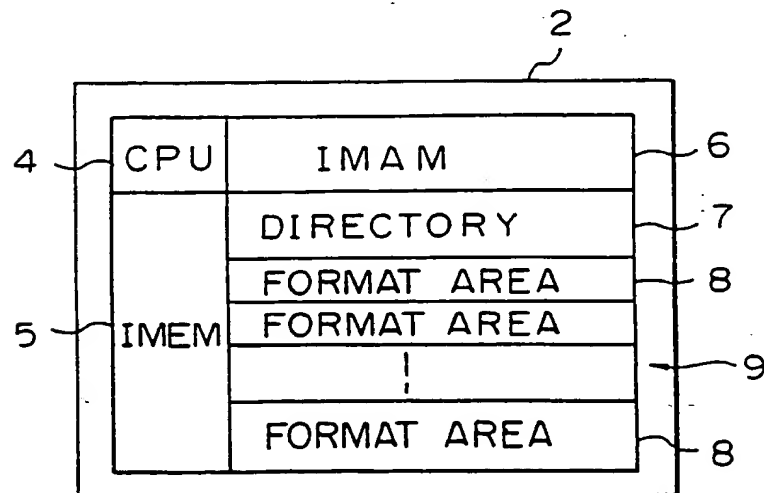 2
4 CPU IMAM 6
DIRECTORY 7
FORMAT AREA 8
5 IMEM FORMAT AREA
9
FORMAT AREA 8